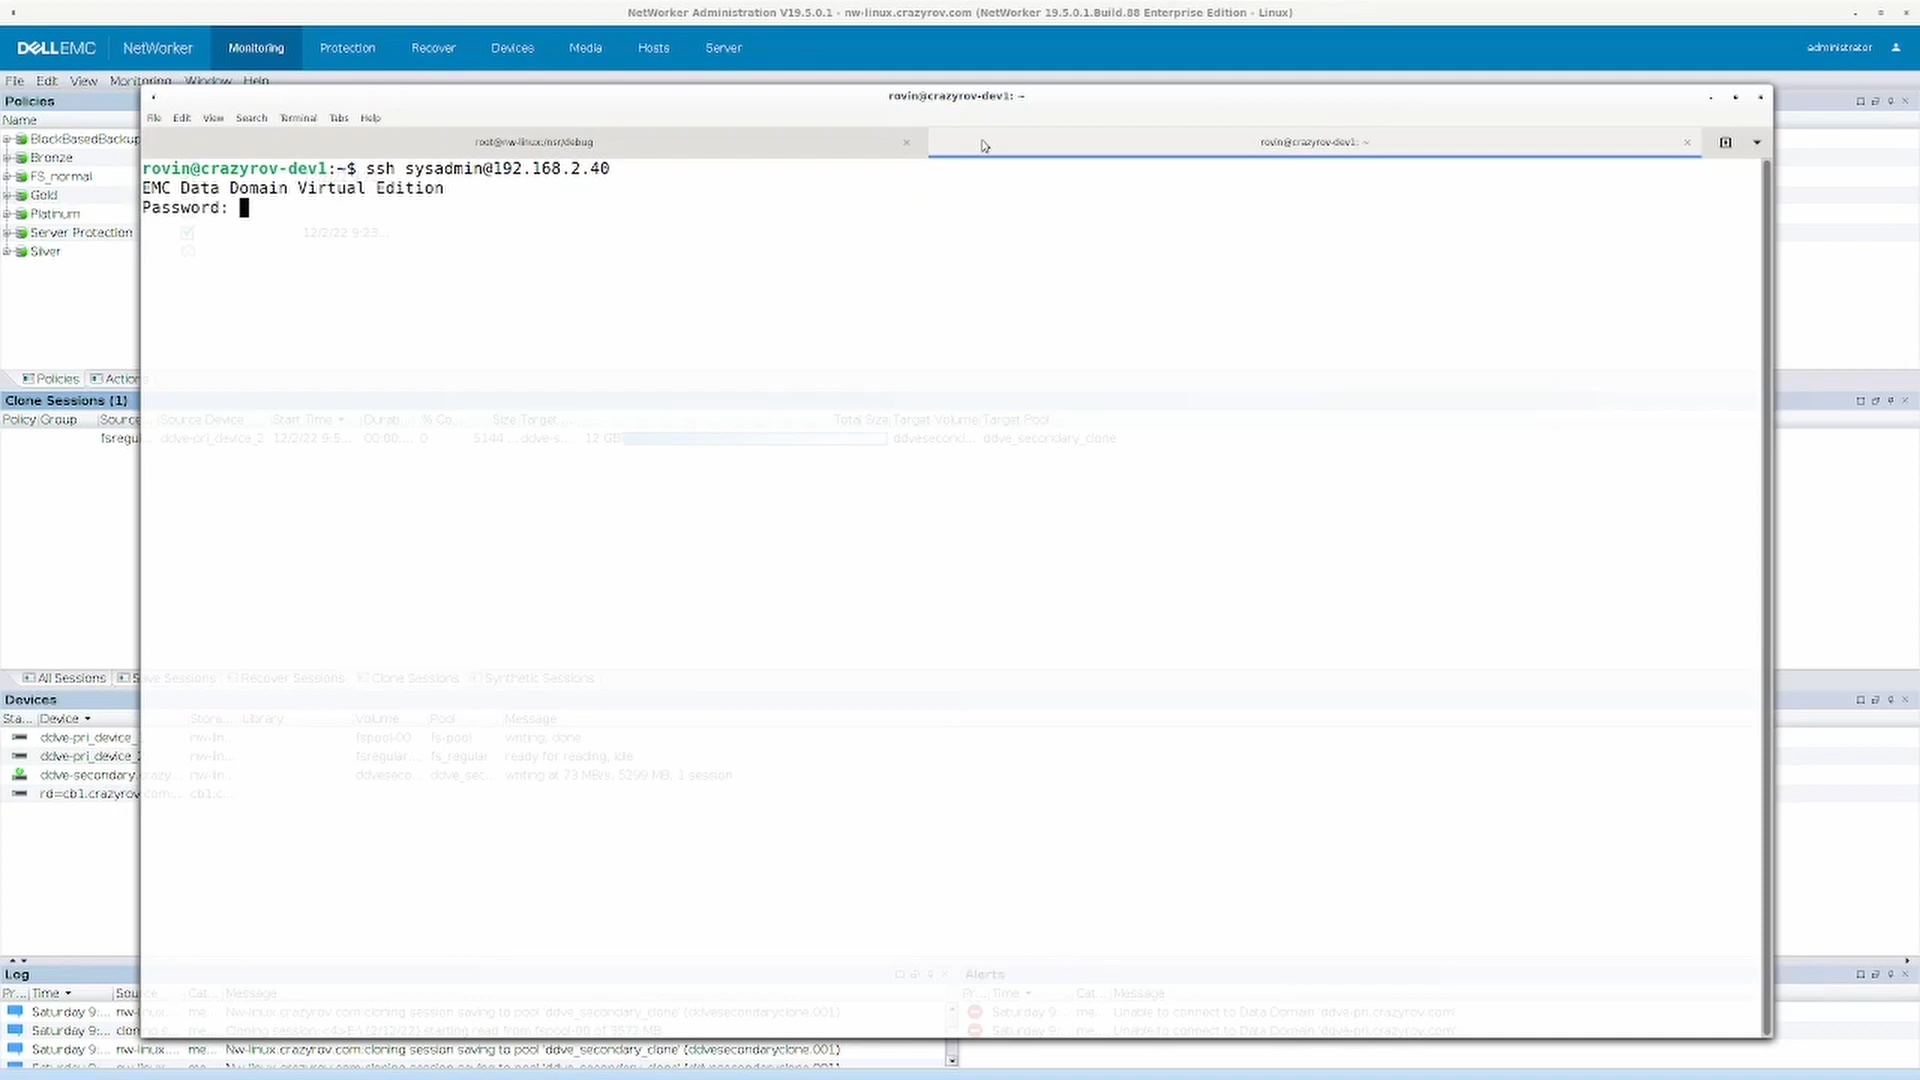 NetWorker Administration V19.5.0.1 - nw-linux.crazyrov.com (NetWorker 19.5.0.1.Build.88 Enterprise Edition - Linux)
DELLEMC NetWorker Monitoring Protection Recover Devices Media Hosts Server administrator
File Edit View Monitoring Window Help
Policies
Name
BlockBasedBackup
Bronze
FS_normal
Gold
Platinum
Server Protection
Silver
rovin@crazyrov-dev1: ~
File Edit View Search Terminal Tabs Help
root@nw-linux:/nsr/debug
rovin@crazyrov-dev1: ~
rovin@crazyrov-dev1:~$ ssh sysadmin@192.168.2.40
EMC Data Domain Virtual Edition
Password:
12/2/22 9:23...
Policies Action
Clone Sessions (1)
Policy Group Source Source Device Start Time Durati... % Co... Size Target ... Total Size Target Volume Target Pool
fsregul ddve-pri_device_2 12/2/22 9:5... 00:00:... 0 5144 ... ddve-s... 12 GB ddvesecond... ddve_secondary_clone
All Sessions Save Sessions Recover Sessions Clone Sessions Synthetic Sessions
Devices
Sta... Device Stora... Library Volume Pool Message
ddve-pri_device_ nw-lin... fspool-00 fs-pool writing, done
ddve-pri_device_2 nw-lin... fsregular... fs_regular ready for reading, idle
ddve-secondary.crazy... nw-lin... ddveseco... ddve_sec... writing at 73 MB/s, 5299 MB, 1 session
rd=cb1.crazyrov.com:... cb1.c...
Log
Pr... Time Source Cat... Message
Saturday 9:... nw-linux.... me... Nw-linux.crazyrov.com:cloning session saving to pool 'ddve_secondary_clone' (ddvesecondaryclone.001)
Saturday 9:... cloning s... me... Cloning session:<4>E:\ (2/12/22) starting read from fspool-00 of 3572 MB
Saturday 9:... nw-linux.... me... Nw-linux.crazyrov.com:cloning session saving to pool 'ddve_secondary_clone' (ddvesecondaryclone.001)
Alerts
Pr... Time Cat... Message
Saturday 9:... me... Unable to connect to Data Domain 'ddve-pri.crazyrov.com'
Saturday 9:... me... Unable to connect to Data Domain 'ddve-pri.crazyrov.com'